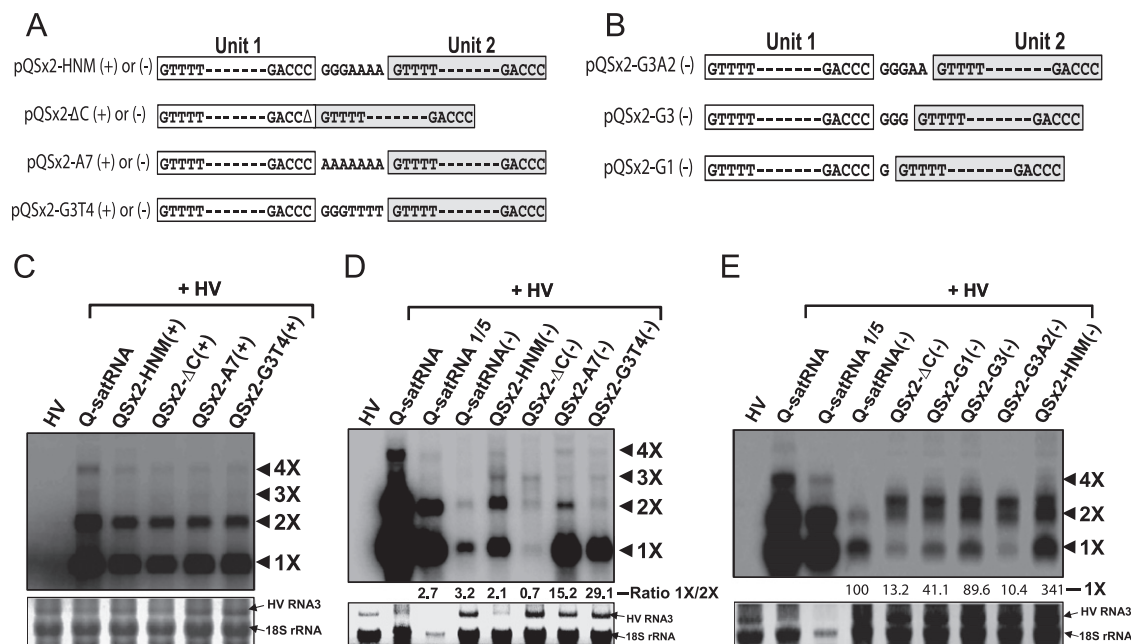 A
Unit 1 Unit 2
pQSx2-HNM (+) or (-) GTTTT-------GACCC GGGAAAA GTTTT-------GACCC
pQSx2-ΔC (+) or (-) GTTTT-------GACCΔ GTTTT-------GACCC
pQSx2-A7 (+) or (-) GTTTT-------GACCC AAAAAAA GTTTT-------GACCC
pQSx2-G3T4 (+) or (-) GTTTT-------GACCC GGGTTTT GTTTT-------GACCC
B
Unit 1 Unit 2
pQSx2-G3A2 (-) GTTTT-------GACCC GGGAA GTTTT-------GACCC
pQSx2-G3 (-) GTTTT-------GACCC GGG GTTTT-------GACCC
pQSx2-G1 (-) GTTTT-------GACCC G GTTTT-------GACCC
C
+ HV
HV
Q-satRNA
QSx2-HNM(+)
QSx2-ΔC(+)
QSx2-A7(+)
QSx2-G3T4(+)
4X
3X
2X
1X
HV RNA3
18S rRNA
D
+ HV
HV
Q-satRNA
Q-satRNA 1/5
Q-satRNA(-)
QSx2-HNM(-)
QSx2-ΔC(-)
QSx2-A7(-)
QSx2-G3T4(-)
4X
3X
2X
1X
2.7 3.2 2.1 0.7 15.2 29.1 Ratio 1X/2X
HV RNA3
18S rRNA
E
+ HV
HV
Q-satRNA
Q-satRNA 1/5
Q-satRNA(-)
QSx2-ΔC(-)
QSx2-G1(-)
QSx2-G3(-)
QSx2-G3A2(-)
QSx2-HNM(-)
4X
2X
1X
100 13.2 41.1 89.6 10.4 341 1X
HV RNA3
18S rRNA